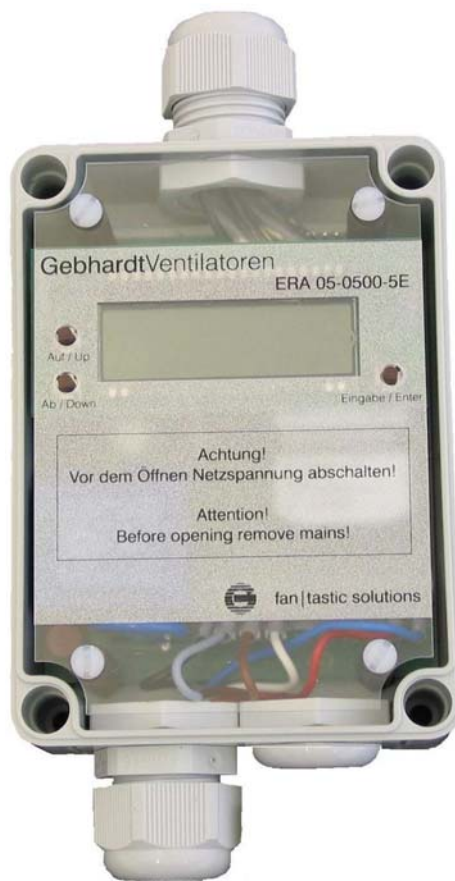 GebhardtVentilatoren
ERA 05-0500-5E
Auf / Up
Ab / Down
Eingabe / Enter
Achtung!
Vor dem Öffnen Netzspannung abschalten!
Attention!
Before opening remove mains!
fan|tastic solutions